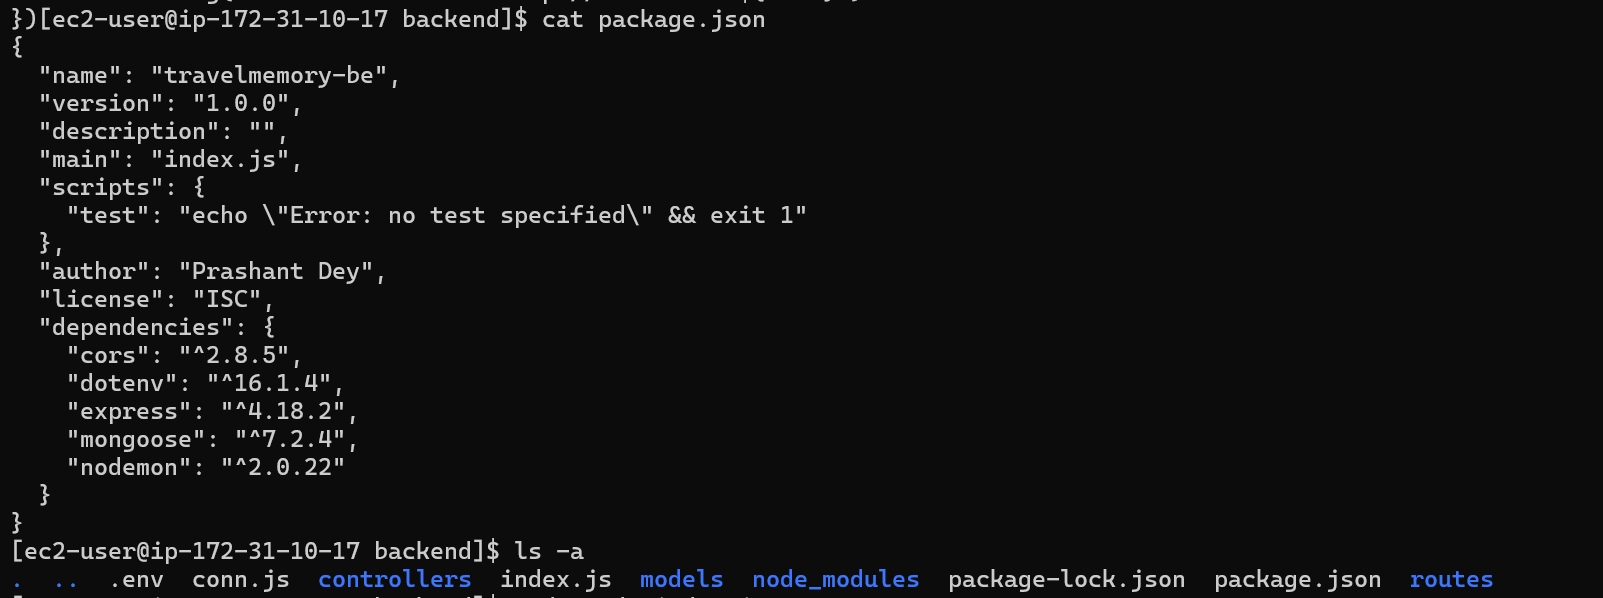 })[ec2-user@ip-172-31-10-17 backend]$ cat package.json
{
  "name": "travelmemory-be",
  "version": "1.0.0",
  "description": "",
  "main": "index.js",
  "scripts": {
    "test": "echo \"Error: no test specified\" && exit 1"
  },
  "author": "Prashant Dey",
  "license": "ISC",
  "dependencies": {
    "cors": "^2.8.5",
    "dotenv": "^16.1.4",
    "express": "^4.18.2",
    "mongoose": "^7.2.4",
    "nodemon": "^2.0.22"
  }
}
[ec2-user@ip-172-31-10-17 backend]$ ls -a
.  ..  .env  conn.js  controllers  index.js  models  node_modules  package-lock.json  package.json  routes